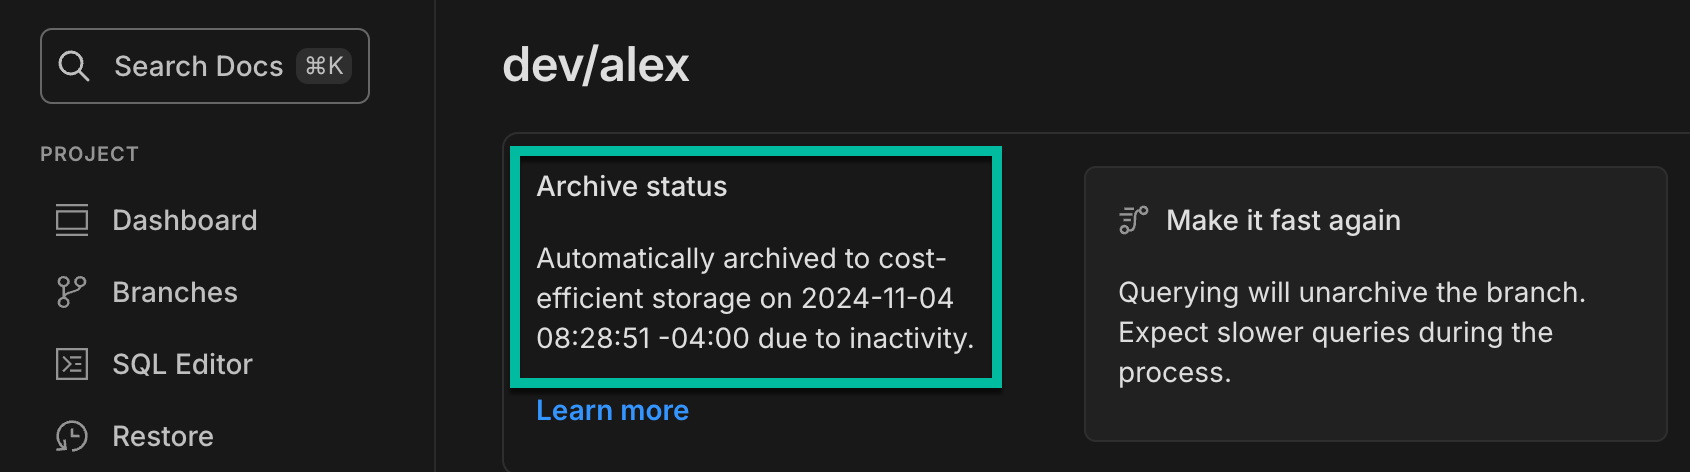 Search Docs ⌘K
PROJECT
Dashboard
Branches
SQL Editor
Restore
dev/alex
Archive status
Automatically archived to cost-
efficient storage on 2024-11-04
08:28:51 -04:00 due to inactivity.
Learn more
Make it fast again
Querying will unarchive the branch.
Expect slower queries during the
process.